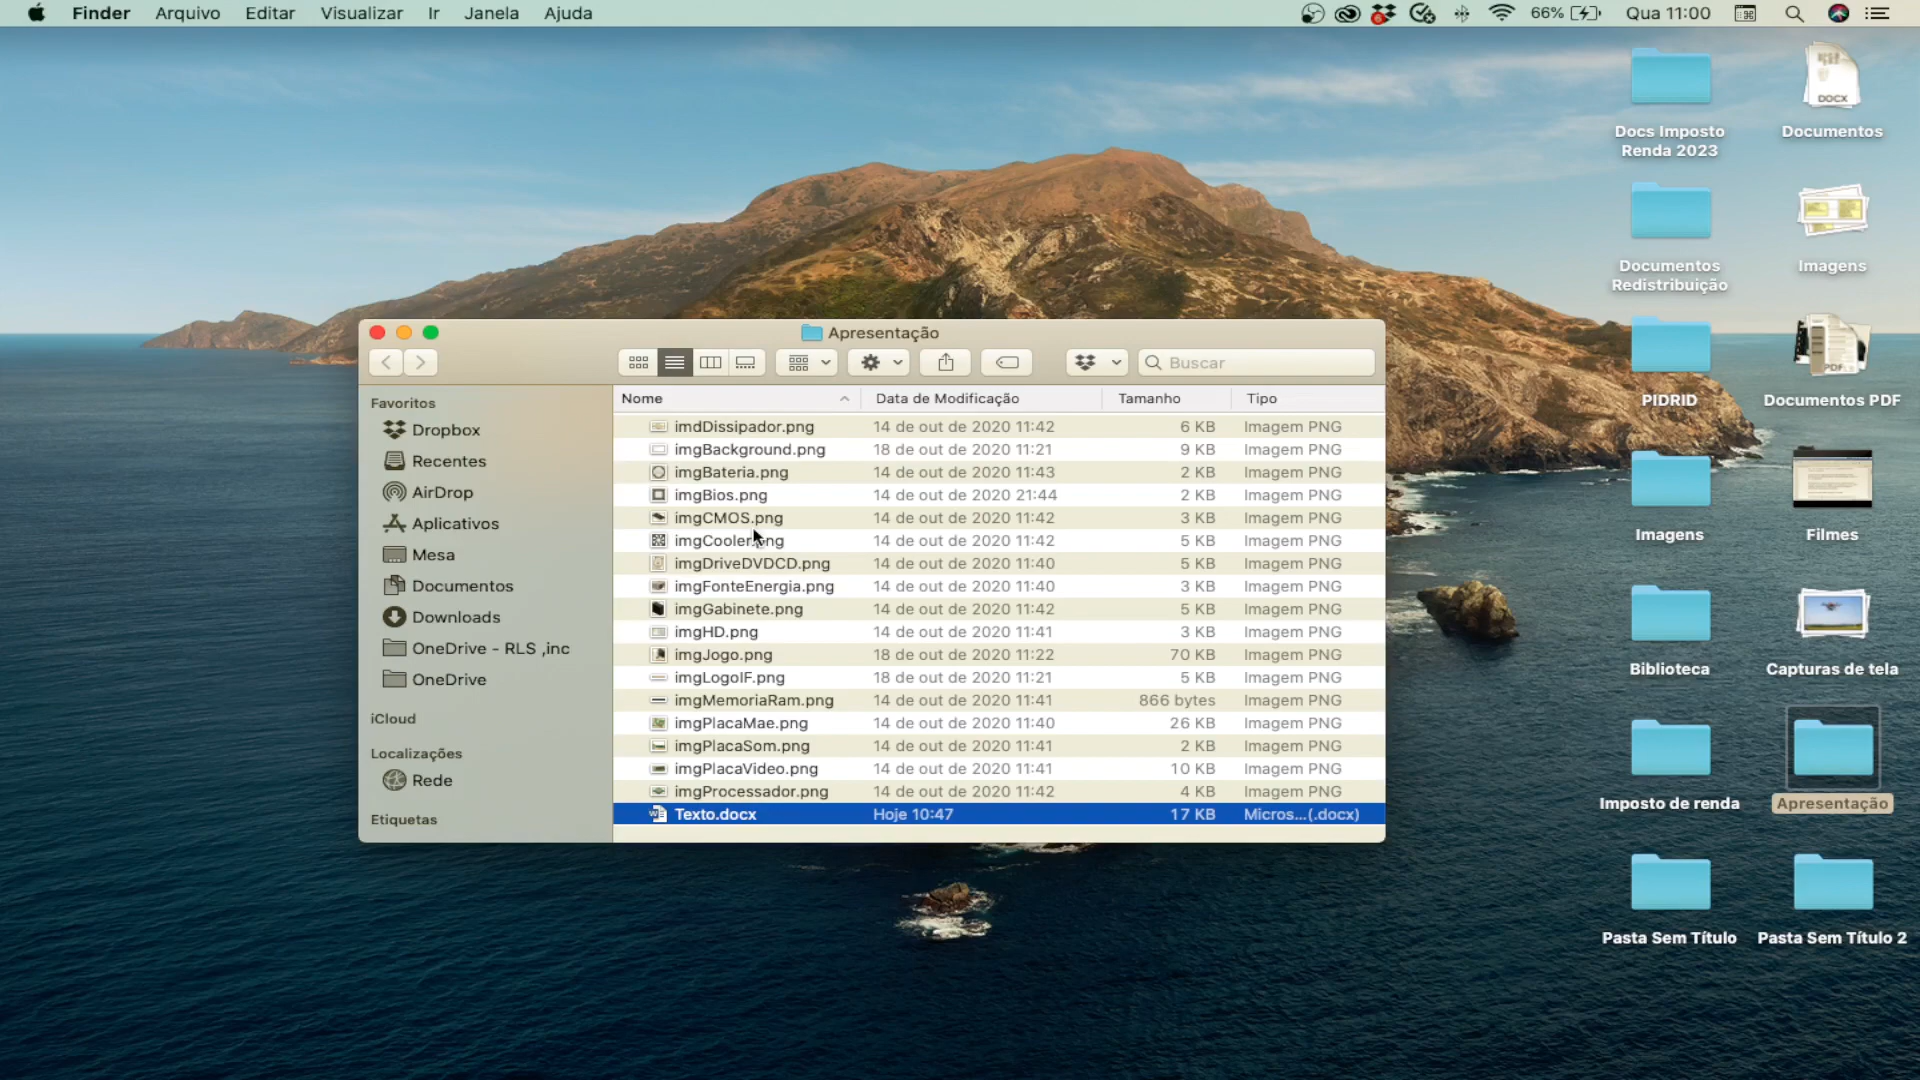 Finder Arquivo Editar Visualizar Ir Janela Ajuda 66% Qua 11:00
Docs Imposto Renda 2023
Documentos
DOCX
Documentos Redistribuição
Imagens
PIDRID
Documentos PDF
PDF
Imagens
Filmes
Biblioteca
Capturas de tela
Imposto de renda
Apresentação
Pasta Sem Título
Pasta Sem Título 2
Apresentação
Buscar
Favoritos
Dropbox
Recentes
AirDrop
Aplicativos
Mesa
Documentos
Downloads
OneDrive - RLS ,inc
OneDrive
iCloud
Localizações
Rede
Etiquetas
Nome Data de Modificação Tamanho Tipo
imdDissipador.png 14 de out de 2020 11:42 6 KB Imagem PNG
imgBackground.png 18 de out de 2020 11:21 9 KB Imagem PNG
imgBateria.png 14 de out de 2020 11:43 2 KB Imagem PNG
imgBios.png 14 de out de 2020 21:44 2 KB Imagem PNG
imgCMOS.png 14 de out de 2020 11:42 3 KB Imagem PNG
imgCooler.png 14 de out de 2020 11:42 5 KB Imagem PNG
imgDriveDVDCD.png 14 de out de 2020 11:40 5 KB Imagem PNG
imgFonteEnergia.png 14 de out de 2020 11:40 3 KB Imagem PNG
imgGabinete.png 14 de out de 2020 11:42 5 KB Imagem PNG
imgHD.png 14 de out de 2020 11:41 3 KB Imagem PNG
imgJogo.png 18 de out de 2020 11:22 70 KB Imagem PNG
imgLogoIF.png 18 de out de 2020 11:21 5 KB Imagem PNG
imgMemoriaRam.png 14 de out de 2020 11:41 866 bytes Imagem PNG
imgPlacaMae.png 14 de out de 2020 11:40 26 KB Imagem PNG
imgPlacaSom.png 14 de out de 2020 11:41 2 KB Imagem PNG
imgPlacaVideo.png 14 de out de 2020 11:41 10 KB Imagem PNG
imgProcessador.png 14 de out de 2020 11:42 4 KB Imagem PNG
Texto.docx Hoje 10:47 17 KB Micros...(.docx)